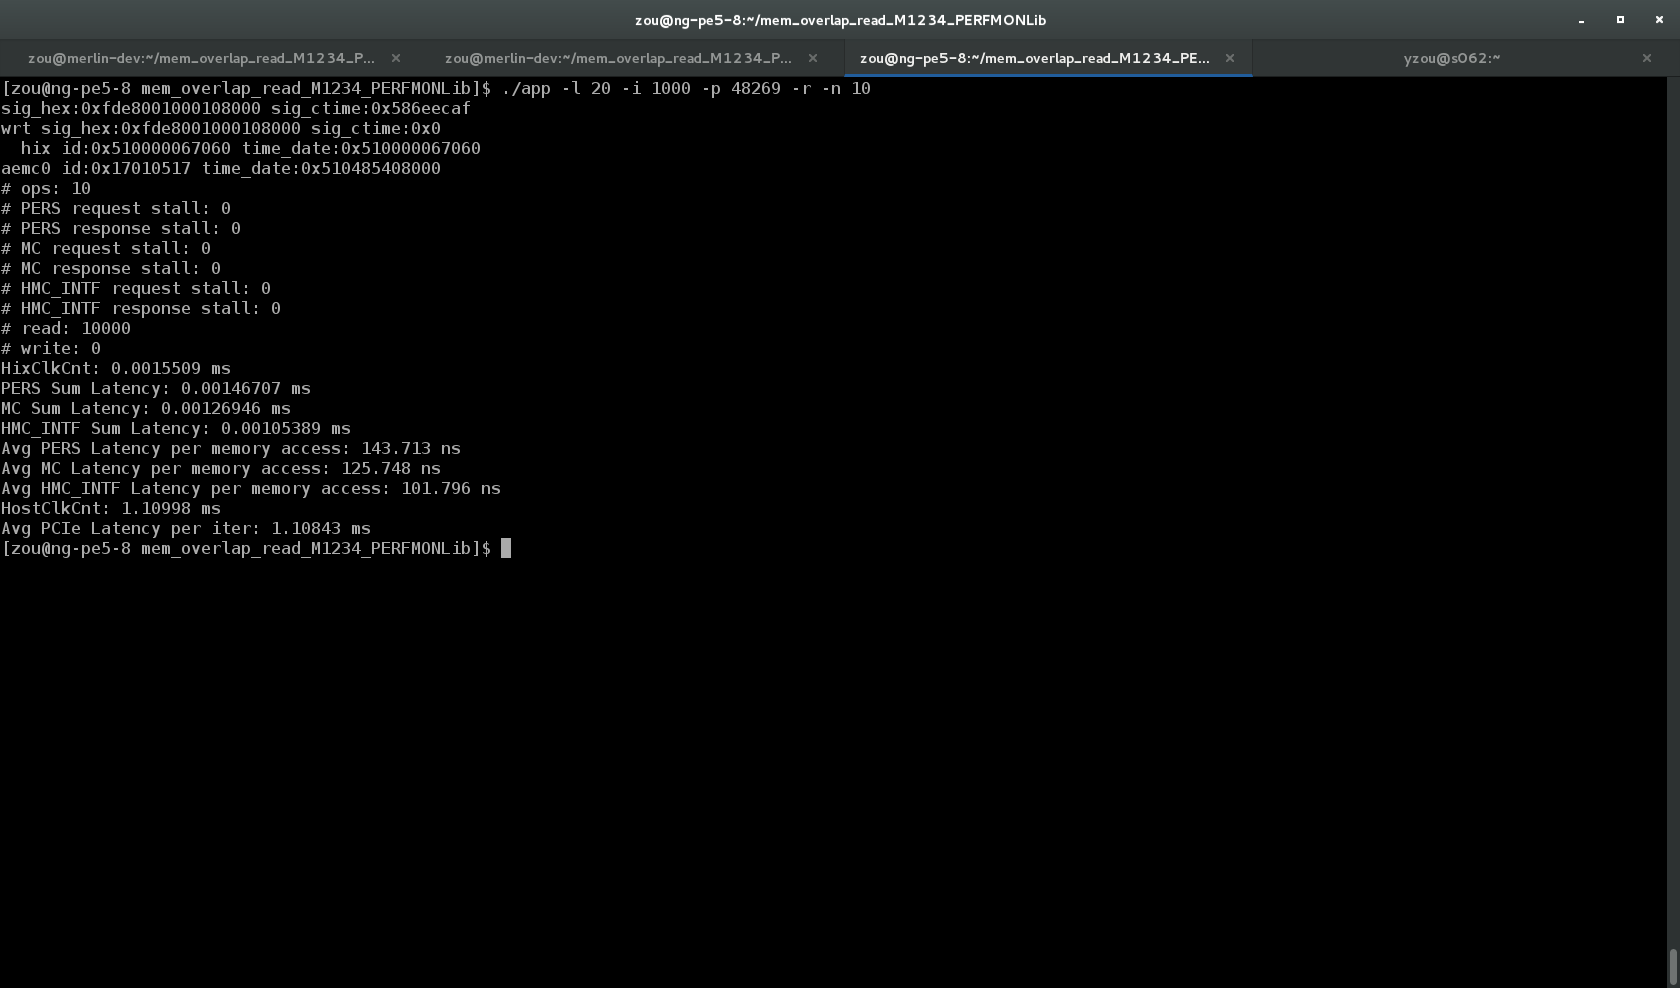 zou@ng-pe5-8:~/mem_overlap_read_M1234_PERFMONLib
zou@merlin-dev:~/mem_overlap_read_M1234_P... zou@merlin-dev:~/mem_overlap_read_M1234_P... zou@ng-pe5-8:~/mem_overlap_read_M1234_PE... yzou@s062:~
[zou@ng-pe5-8 mem_overlap_read_M1234_PERFMONLib]$ ./app -l 20 -i 1000 -p 48269 -r -n 10
sig_hex:0xfde8001000108000 sig_ctime:0x586eecaf
wrt sig_hex:0xfde8001000108000 sig_ctime:0x0
  hix id:0x510000067060 time_date:0x510000067060
aemc0 id:0x17010517 time_date:0x510485408000
# ops: 10
# PERS request stall: 0
# PERS response stall: 0
# MC request stall: 0
# MC response stall: 0
# HMC_INTF request stall: 0
# HMC_INTF response stall: 0
# read: 10000
# write: 0
HixClkCnt: 0.0015509 ms
PERS Sum Latency: 0.00146707 ms
MC Sum Latency: 0.00126946 ms
HMC_INTF Sum Latency: 0.00105389 ms
Avg PERS Latency per memory access: 143.713 ns
Avg MC Latency per memory access: 125.748 ns
Avg HMC_INTF Latency per memory access: 101.796 ns
HostClkCnt: 1.10998 ms
Avg PCIe Latency per iter: 1.10843 ms
[zou@ng-pe5-8 mem_overlap_read_M1234_PERFMONLib]$